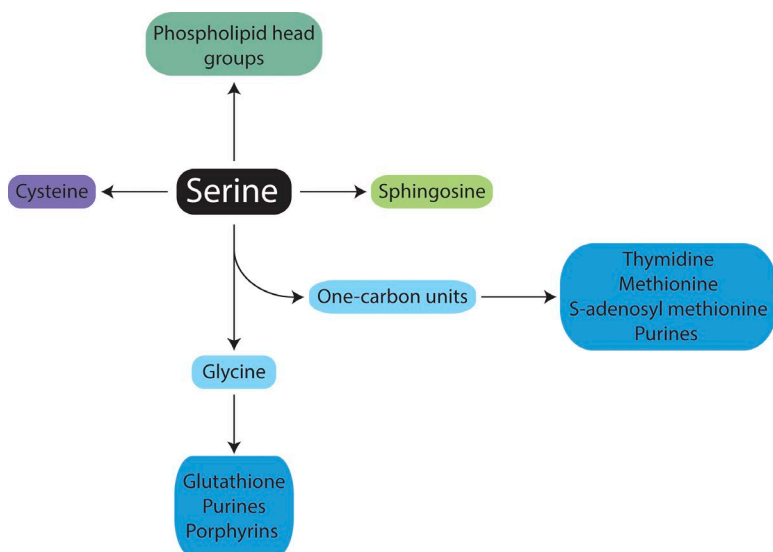 Phospholipid head
groups
Cysteine
Serine
Sphingosine
One-carbon units
Thymidine
Methionine
S-adenosyl methionine
Purines
Glycine
Glutathione
Purines
Porphyrins